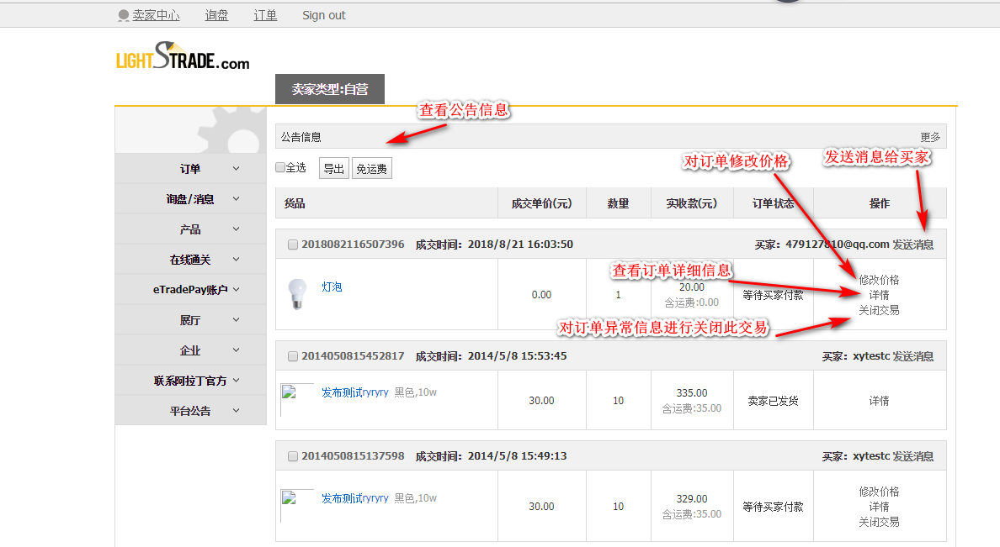 卖家中心 询盘 订单 Sign out
LIGHTSTRADE.com
卖家类型:自营
查看公告信息
公告信息 更多
全选 导出 免运费
对订单修改价格 发送消息给买家
货品 成交单价(元) 数量 实收款(元) 订单状态 操作
订单
询盘/消息
产品
在线通关
eTradePay账户
展厅
企业
联系阿拉丁官方
平台公告
2018082116507396 成交时间：2018/8/21 16:03:50 买家：479127810@qq.com 发送消息
查看订单详细信息
灯泡 0.00 1 20.00 等待买家付款 修改价格
含运费:0.00 详情
关闭交易
对订单异常信息进行关闭此交易
2014050815452817 成交时间：2014/5/8 15:53:45 买家：xytestc 发送消息
发布测试ryryry 黑色,10w 30.00 10 335.00 卖家已发货 详情
含运费:35.00
2014050815137598 成交时间：2014/5/8 15:49:13 买家：xytestc 发送消息
发布测试ryryry 黑色,10w 30.00 10 329.00 等待买家付款 修改价格
含运费:35.00 详情
关闭交易